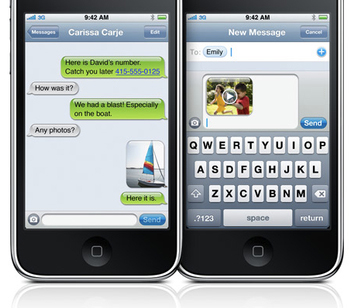 3G 9:42 AM
Messages Carissa Carje Edit
Here is David's number.
Catch you later 415-555-0125
How was it?
We had a blast! Especially
on the boat.
Any photos?
Here it is.
Send
3G 9:42 AM
New Message Cancel
To: Emily
Send
Q W E R T Y U I O P
A S D F G H J K L
Z X C V B N M
.?123 space return